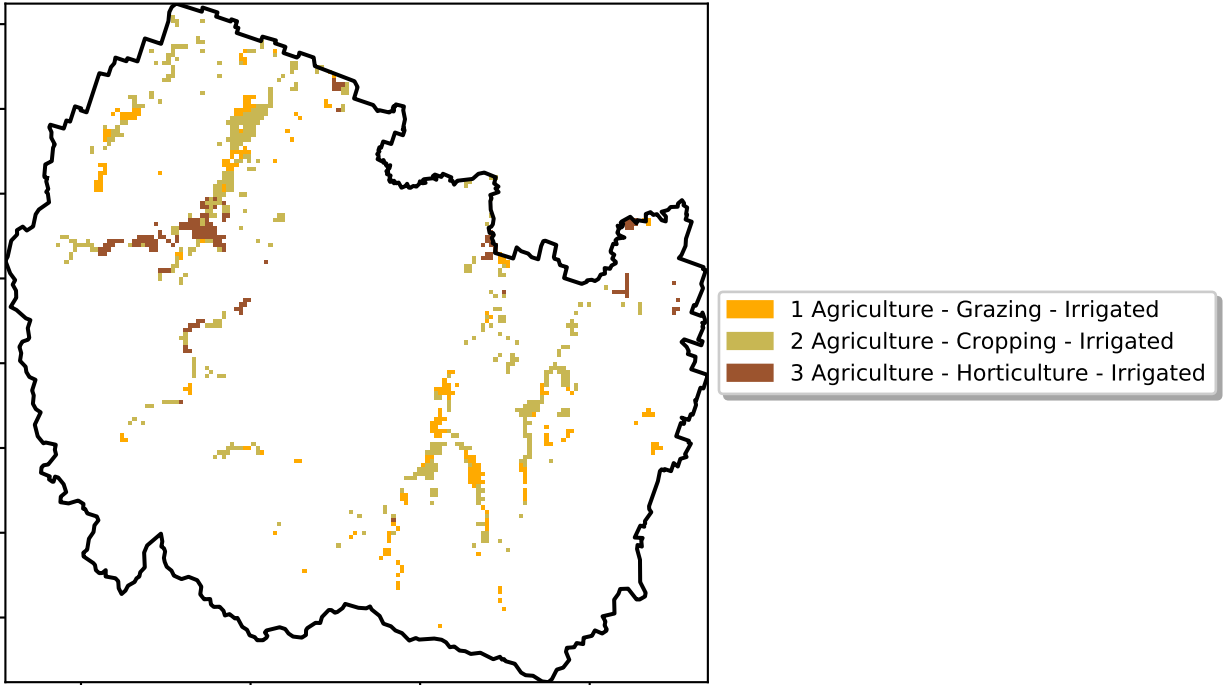 1 Agriculture - Grazing - Irrigated
2 Agriculture - Cropping - Irrigated
3 Agriculture - Horticulture - Irrigated